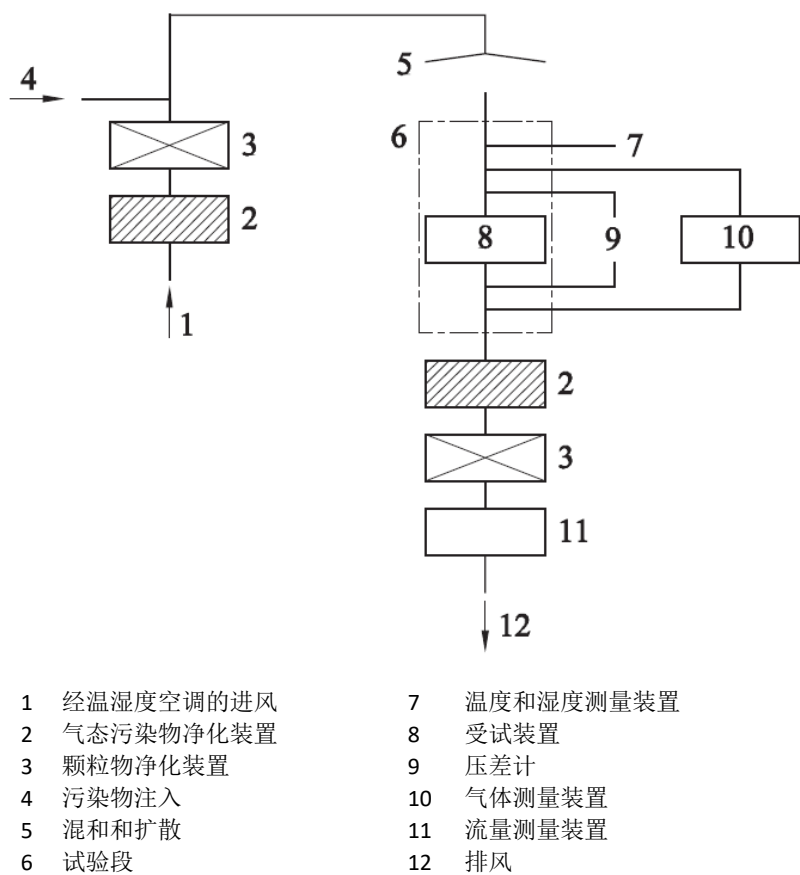 4
5
3
6
7
2
8
9
10
1
2
3
11
12
1 经温湿度空调的进风
2 气态污染物净化装置
3 颗粒物净化装置
4 污染物注入
5 混和和扩散
6 试验段
7 温度和湿度测量装置
8 受试装置
9 压差计
10 气体测量装置
11 流量测量装置
12 排风